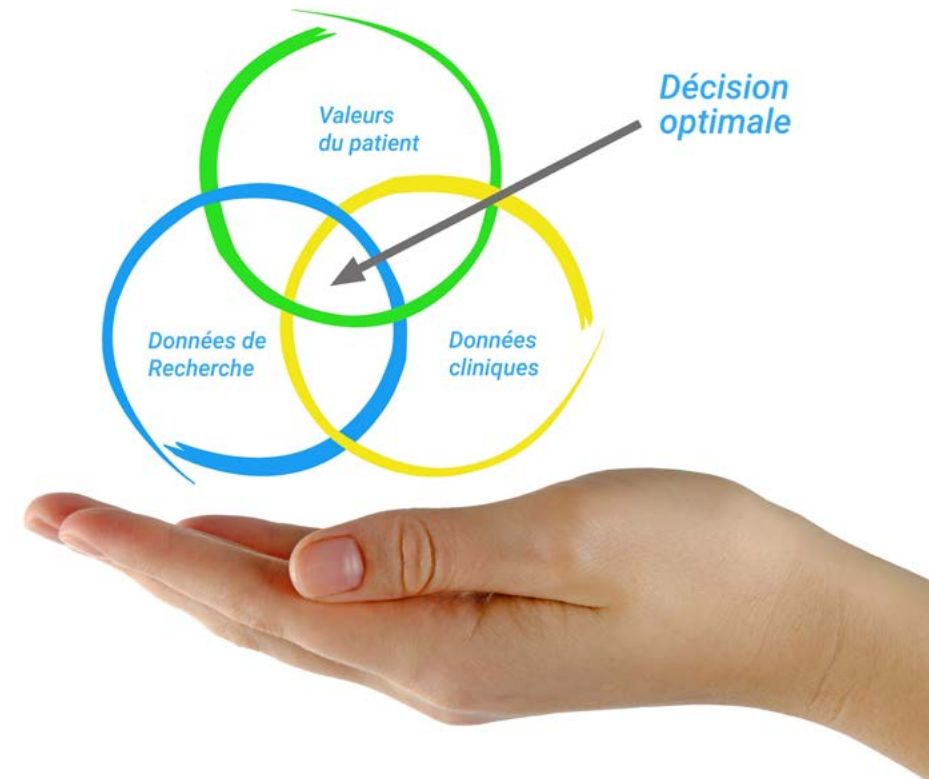 Décision
optimale
Valeurs
du patient
Données de
Recherche
Données
cliniques